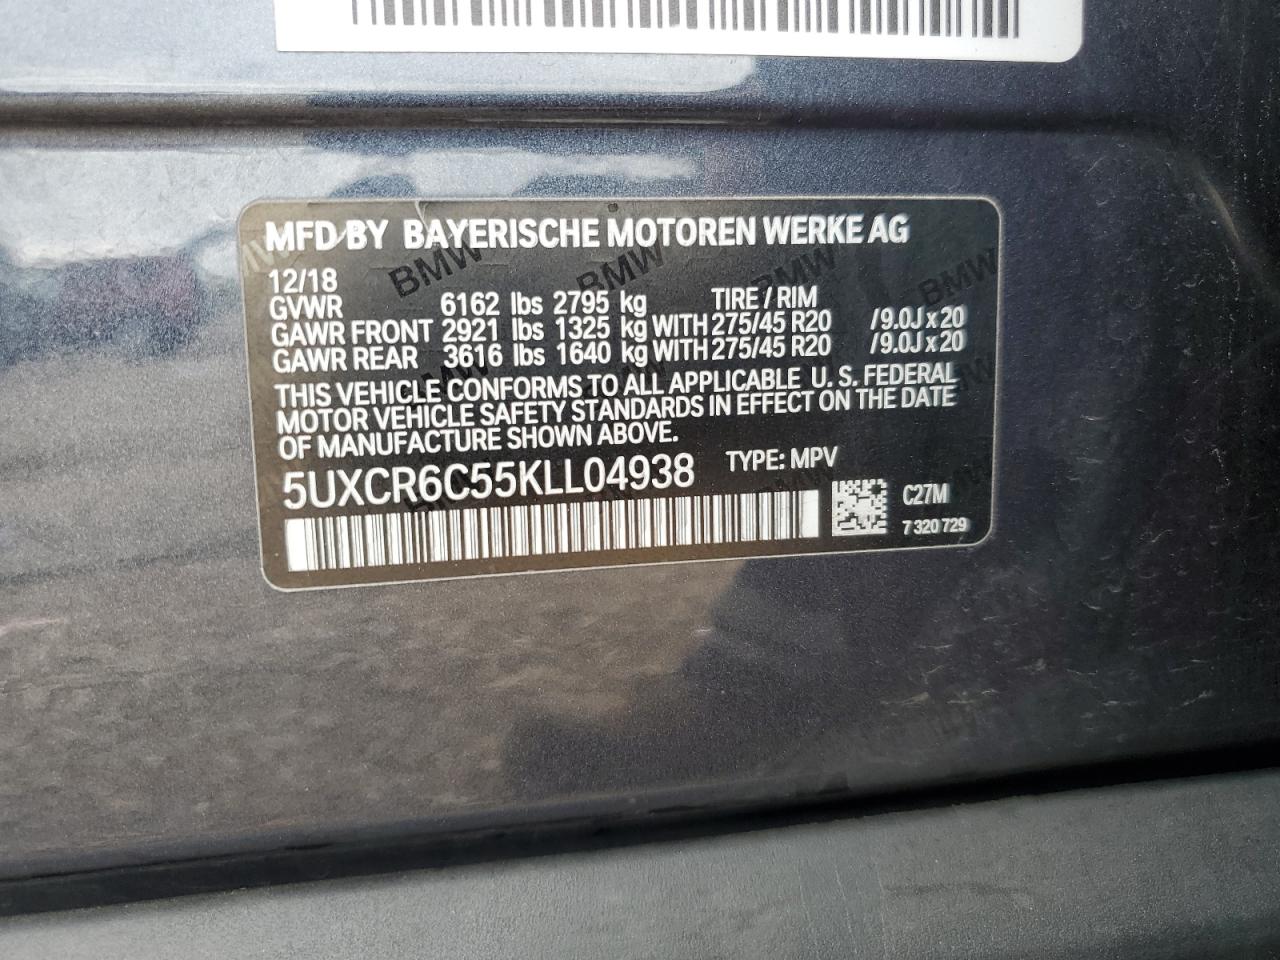 MFD BY BAYERISCHE MOTOREN WERKE AG
12/18
GVWR 6162 lbs 2795 kg TIRE / RIM
GAWR FRONT 2921 lbs 1325 kg WITH 275/45 R20 /9.0J x 20
GAWR REAR 3616 lbs 1640 kg WITH 275/45 R20 /9.0J x 20
THIS VEHICLE CONFORMS TO ALL APPLICABLE U. S. FEDERAL
MOTOR VEHICLE SAFETY STANDARDS IN EFFECT ON THE DATE
OF MANUFACTURE SHOWN ABOVE.
5UXCR6C55KLL04938 TYPE: MPV
C27M
7 320 729